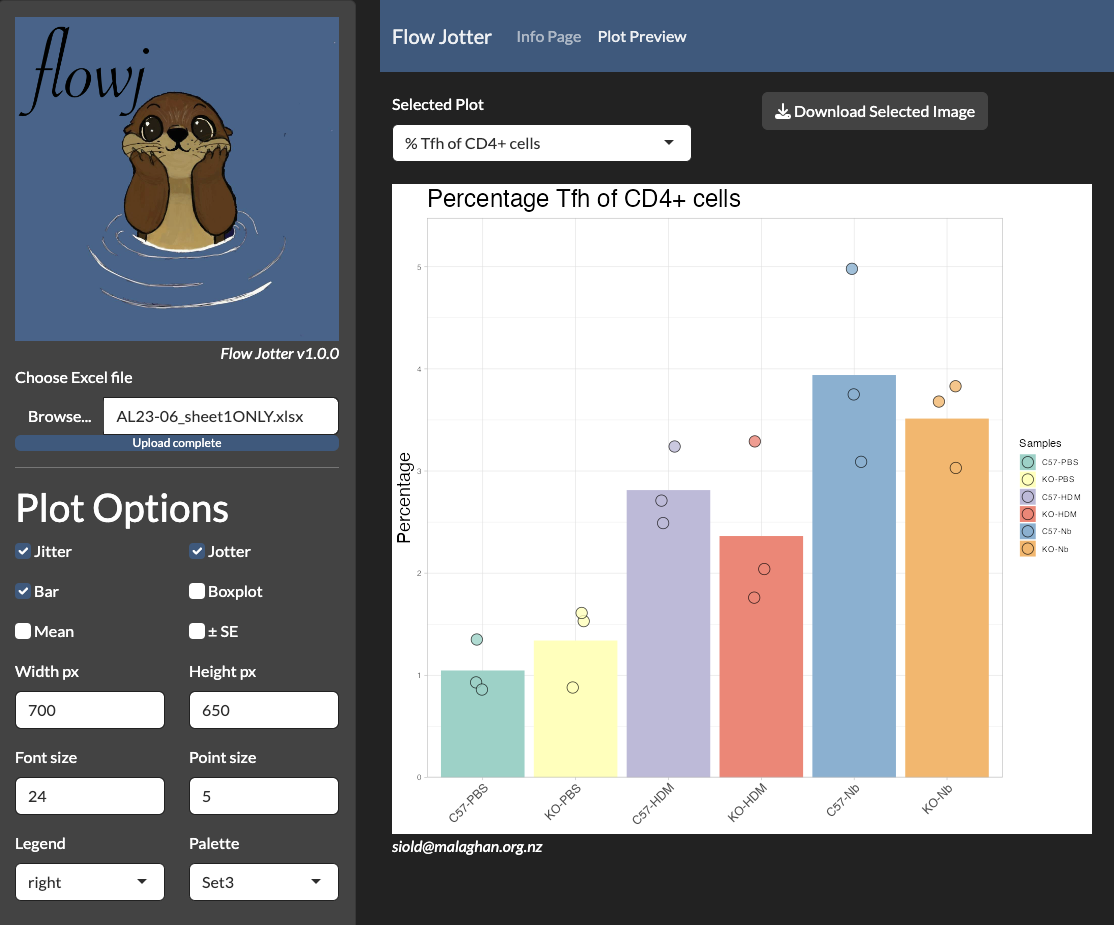 flowj
Flow Jotter v1.0.0
Choose Excel file
Browse... AL23-06_sheet1ONLY.xlsx
Upload complete
Plot Options
Jitter Jotter
Bar Boxplot
Mean ± SE
Width px Height px
700 650
Font size Point size
24 5
Legend Palette
right Set3
Flow Jotter Info Page Plot Preview
Selected Plot
Download Selected Image
% Tfh of CD4+ cells
Percentage Tfh of CD4+ cells
Percentage
5
4
3
2
1
0
C57-PBS KO-PBS C57-HDM KO-HDM C57-Nb KO-Nb
Samples
C57-PBS
KO-PBS
C57-HDM
KO-HDM
C57-Nb
KO-Nb
siold@malaghan.org.nz